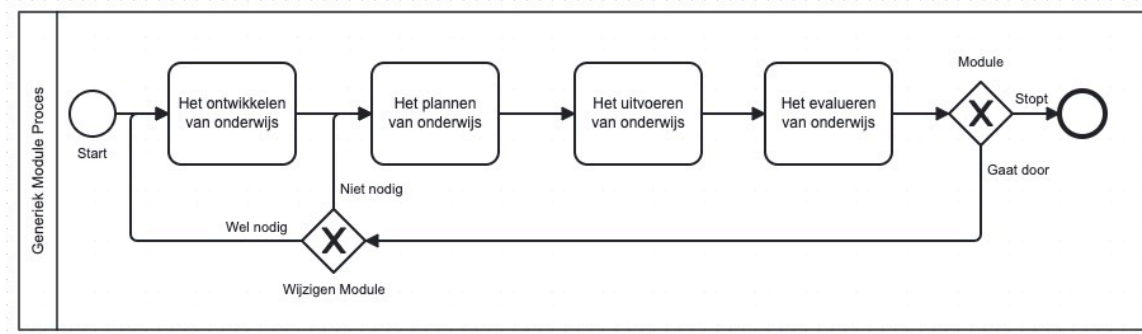 Generiek Module Proces
Start
Het ontwikkelen
van onderwijs
Het plannen
van onderwijs
Het uitvoeren
van onderwijs
Het evalueren
van onderwijs
Module
X
Stopt
Gaat door
Niet nodig
Wel nodig
X
Wijzigen Module